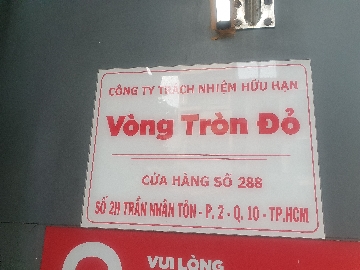 CÔNG TY TRÁCH NHIỆM HỮU HẠN
Vòng Tròn Đỏ
CỬA HÀNG SỐ 288
SỐ 2H TRẦN NHÂN TÔN - P. 2 - Q. 10 - TP.HCM
VUI LÒNG